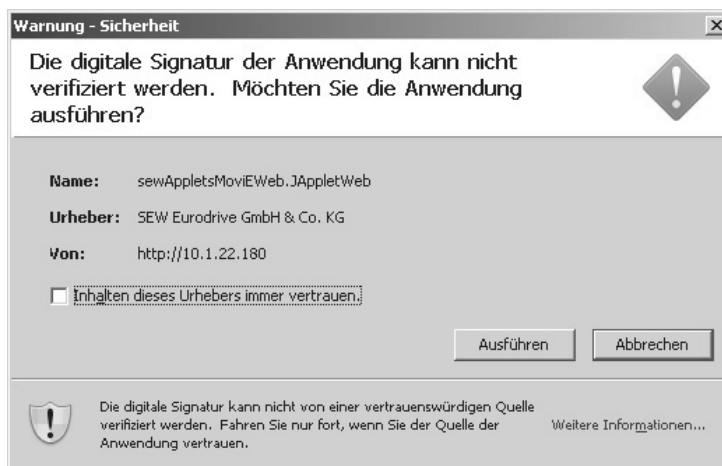 Warnung - Sicherheit
Die digitale Signatur der Anwendung kann nicht
verifiziert werden. Möchten Sie die Anwendung
ausführen?
Name: sewAppletsMoviEWeb.JAppletWeb
Urheber: SEW Eurodrive GmbH & Co. KG
Von: http://10.1.22.180
Inhalten dieses Urhebers immer vertrauen.
Ausführen Abbrechen
Die digitale Signatur kann nicht von einer vertrauenswürdigen Quelle
verifiziert werden. Fahren Sie nur fort, wenn Sie der Quelle der
Anwendung vertrauen.
Weitere Informationen...